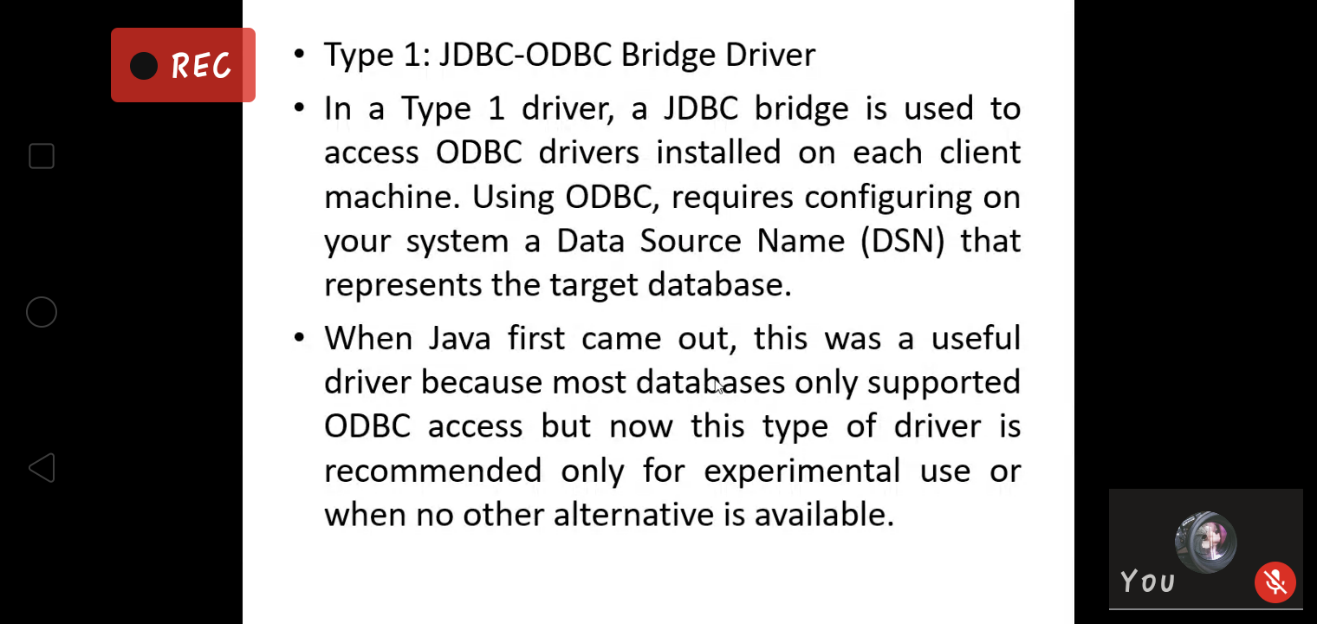 REC
• Type 1: JDBC-ODBC Bridge Driver
• In a Type 1 driver, a JDBC bridge is used to
access ODBC drivers installed on each client
machine. Using ODBC, requires configuring on
your system a Data Source Name (DSN) that
represents the target database.
• When Java first came out, this was a useful
driver because most databases only supported
ODBC access but now this type of driver is
recommended only for experimental use or
when no other alternative is available.
You